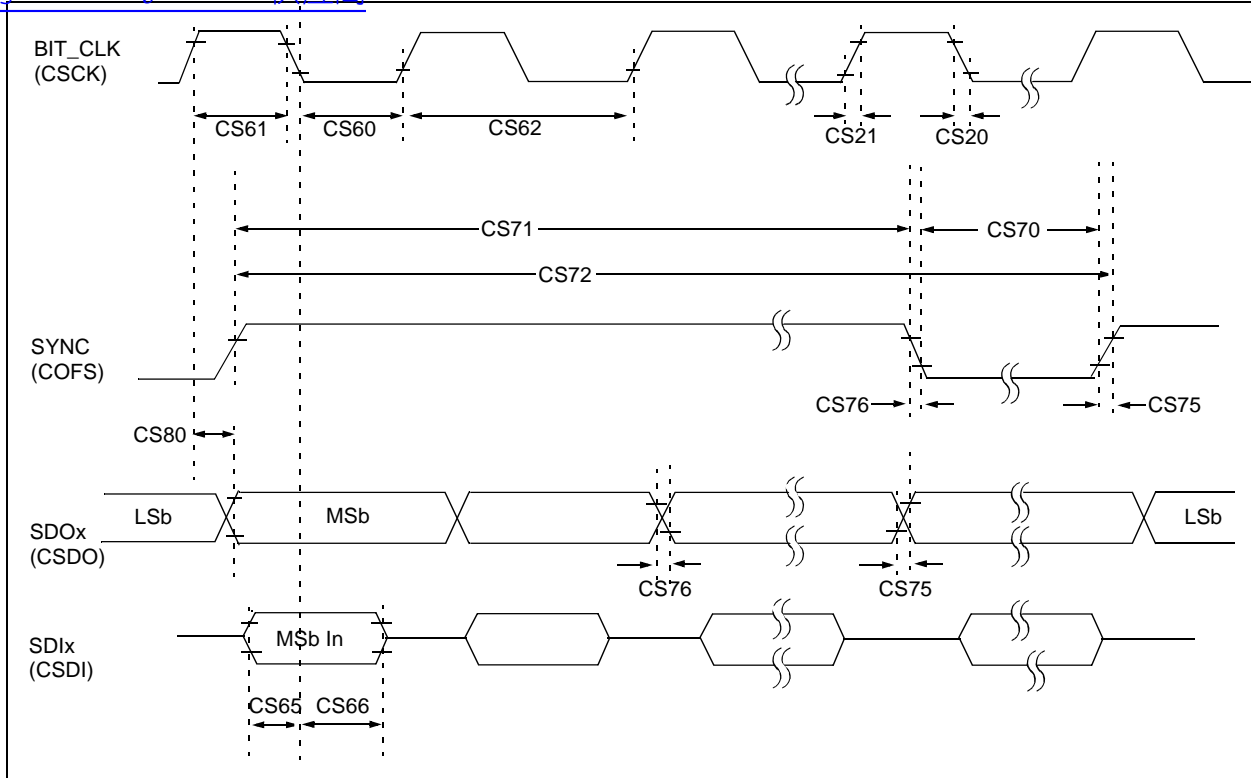 BIT_CLK
(CSCK)
CS61
CS60
CS62
CS21
CS20
CS71
CS70
CS72
SYNC
(COFS)
CS76
CS75
CS80
SDOx
(CSDO)
LSb
MSb
LSb
CS76
CS75
SDIx
(CSDI)
MSb In
CS65
CS66